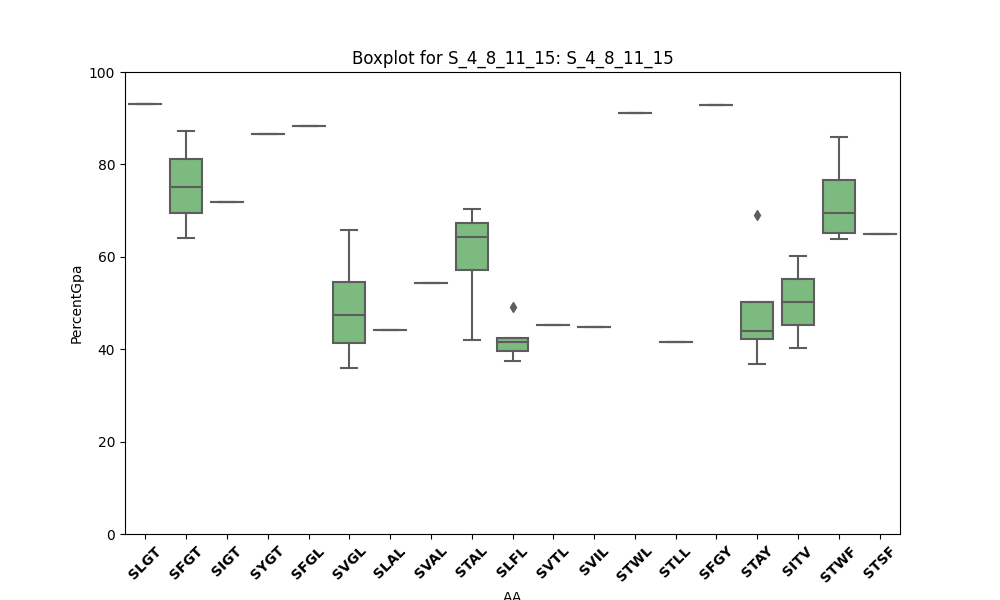 Boxplot for S_4_8_11_15: S_4_8_11_15
100
80
60
40
20
0
PercentGpa
SLGT
SFGT
SIGT
SYGT
SFGL
SVGL
SLAL
SVAL
STAL
SLFL
SVTL
SVIL
STWL
STLL
SFGY
STAY
SITV
STWF
STSF
AA